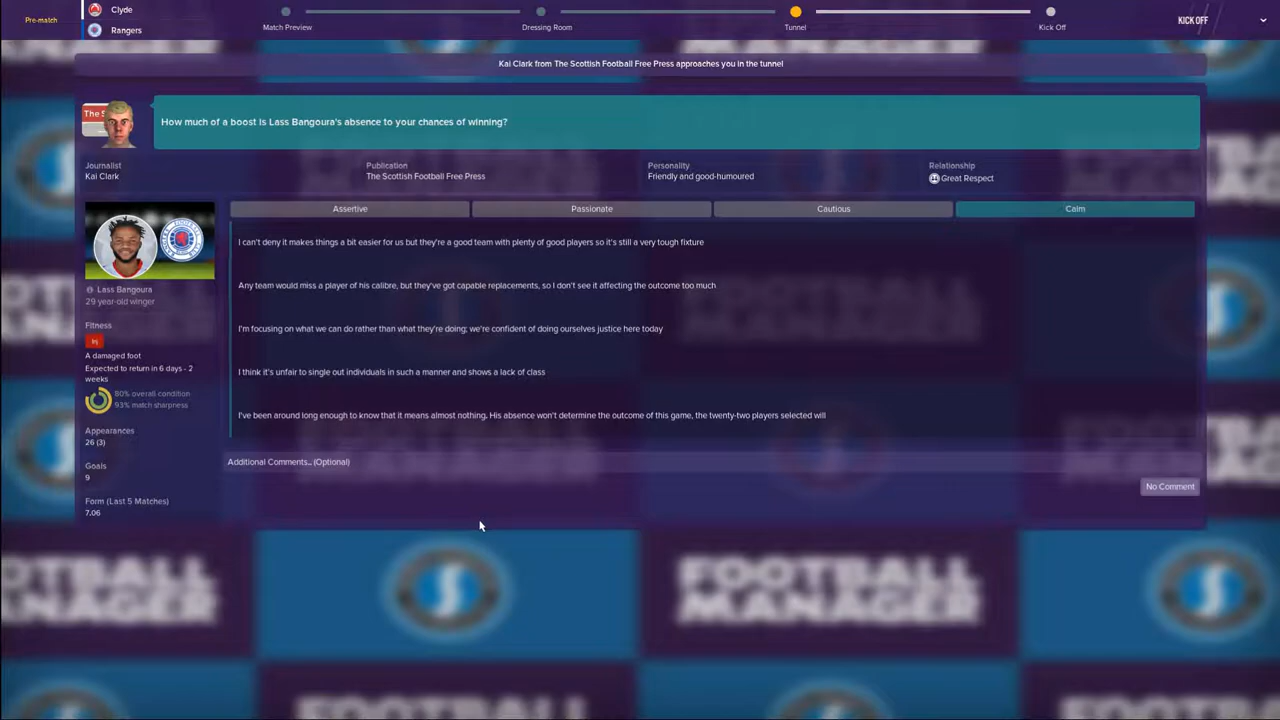 Pre-match
Clyde
Rangers
Match Preview
Dressing Room
Tunnel
Kick Off
KICK OFF
Kai Clark from The Scottish Football Free Press approaches you in the tunnel
The S
How much of a boost is Lass Bangoura's absence to your chances of winning?
Journalist
Kai Clark
Publication
The Scottish Football Free Press
Personality
Friendly and good-humoured
Relationship
Great Respect
Assertive
Passionate
Cautious
Calm
I can't deny it makes things a bit easier for us but they're a good team with plenty of good players so it's still a very tough fixture
Any team would miss a player of his calibre, but they've got capable replacements, so I don't see it affecting the outcome too much
I'm focusing on what we can do rather than what they're doing; we're confident of doing ourselves justice here today
I think it's unfair to single out individuals in such a manner and shows a lack of class
I've been around long enough to know that it means almost nothing. His absence won't determine the outcome of this game, the twenty-two players selected will
Lass Bangoura
29 year-old winger
Fitness
Inj
A damaged foot
Expected to return in 6 days - 2
weeks
80% overall condition
93% match sharpness
Appearances
26 (3)
Goals
9
Form (Last 5 Matches)
7.06
Additional Comments... (Optional)
No Comment
FOOTBALL
MANAGER
FOOTBALL
MANAGER